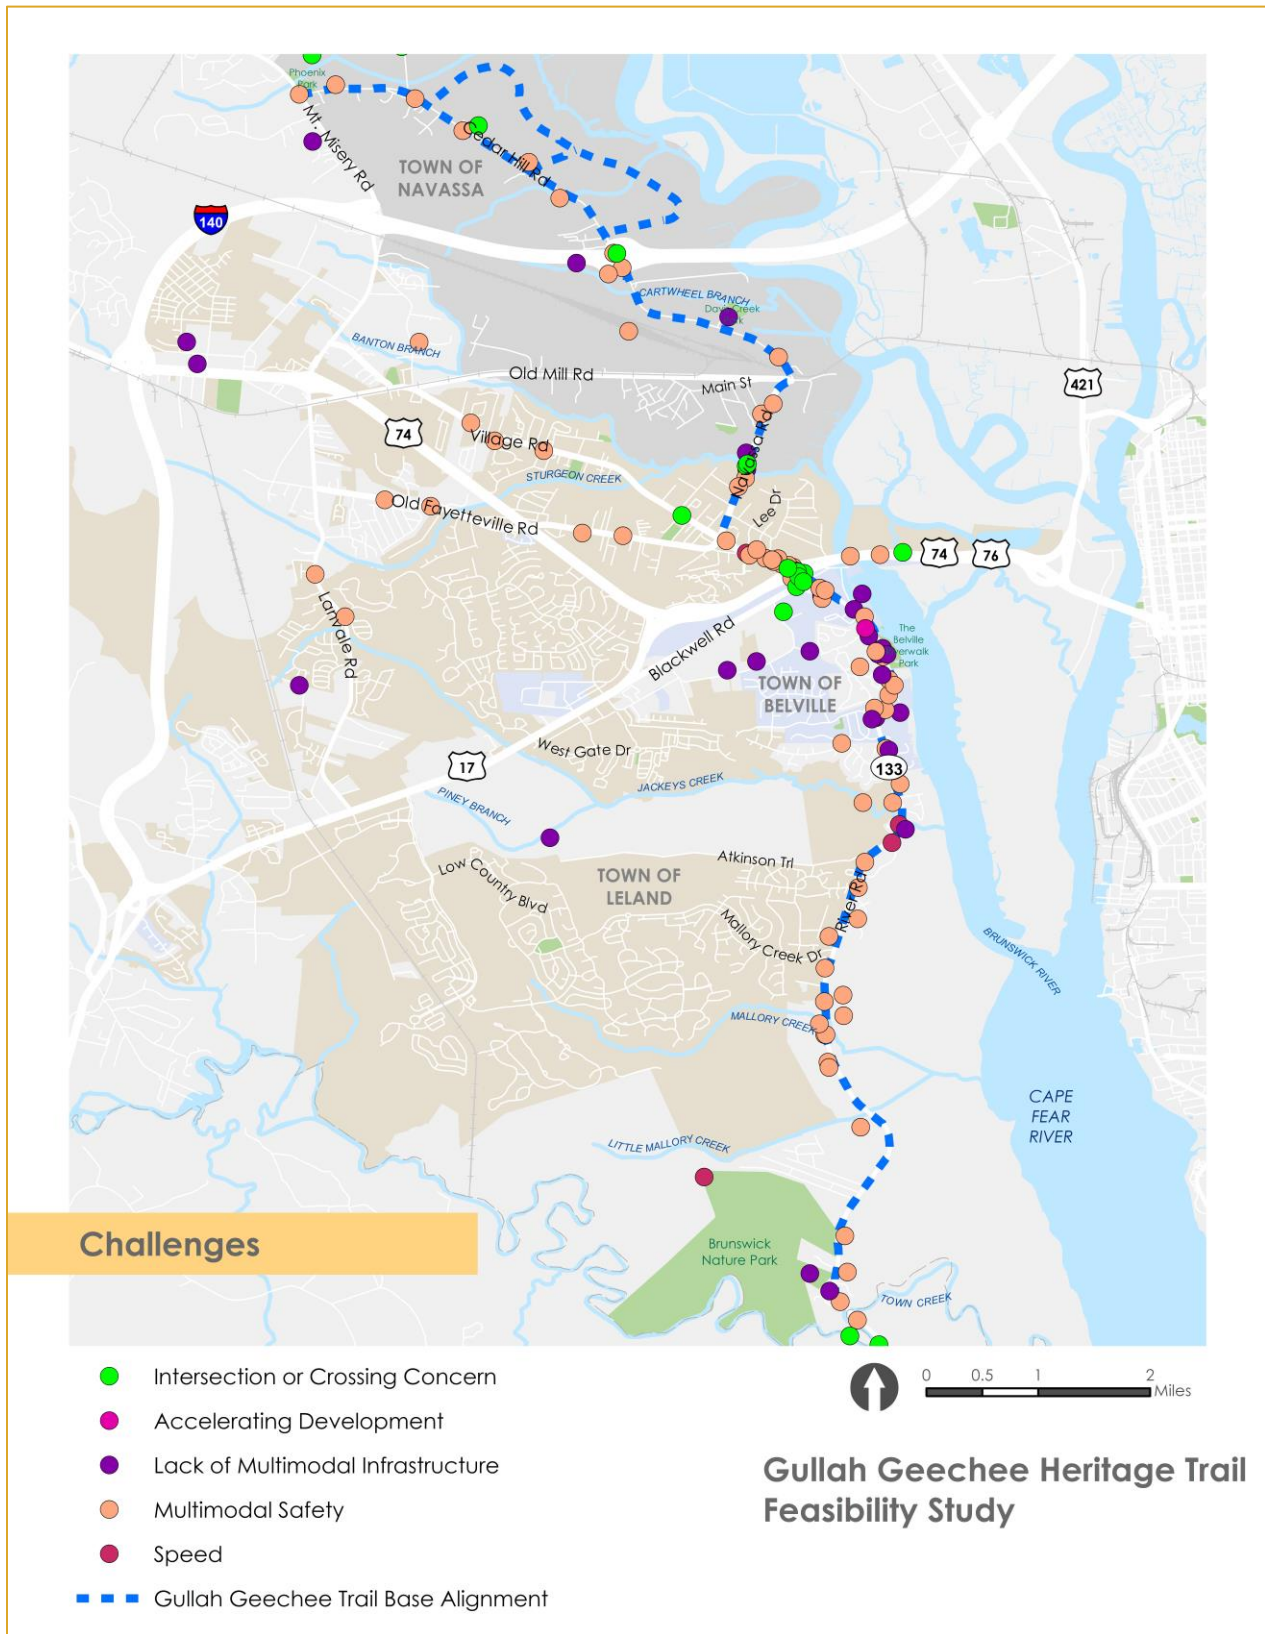 Phoenix
Park
Mt. Misery Rd
Cedar Hill Rd
TOWN OF
NAVASSA
140
CARTWHEEL BRANCH
BANTON BRANCH
Old Mill Rd
Main St
421
74
Village Rd
Navassa Rd
STURGEON CREEK
Lee Dr
Old Fayetteville Rd
74
76
Lanvale Rd
Blackwell Rd
The
Belville
Riverwalk
Park
TOWN OF
BELVILLE
West Gate Dr
17
133
JACKEYS CREEK
PINEY BRANCH
Atkinson Trl
Low Country Blvd
TOWN OF
LELAND
River Rd
Mallory Creek Dr
BRUNSWICK RIVER
MALLORY CREEK
CAPE
FEAR
RIVER
LITTLE MALLORY CREEK
Challenges
Brunswick
Nature Park
TOWN CREEK
Intersection or Crossing Concern
Accelerating Development
Lack of Multimodal Infrastructure
Multimodal Safety
Speed
Gullah Geechee Trail Base Alignment
0 0.5 1 2
Miles
Gullah Geechee Heritage Trail
Feasibility Study